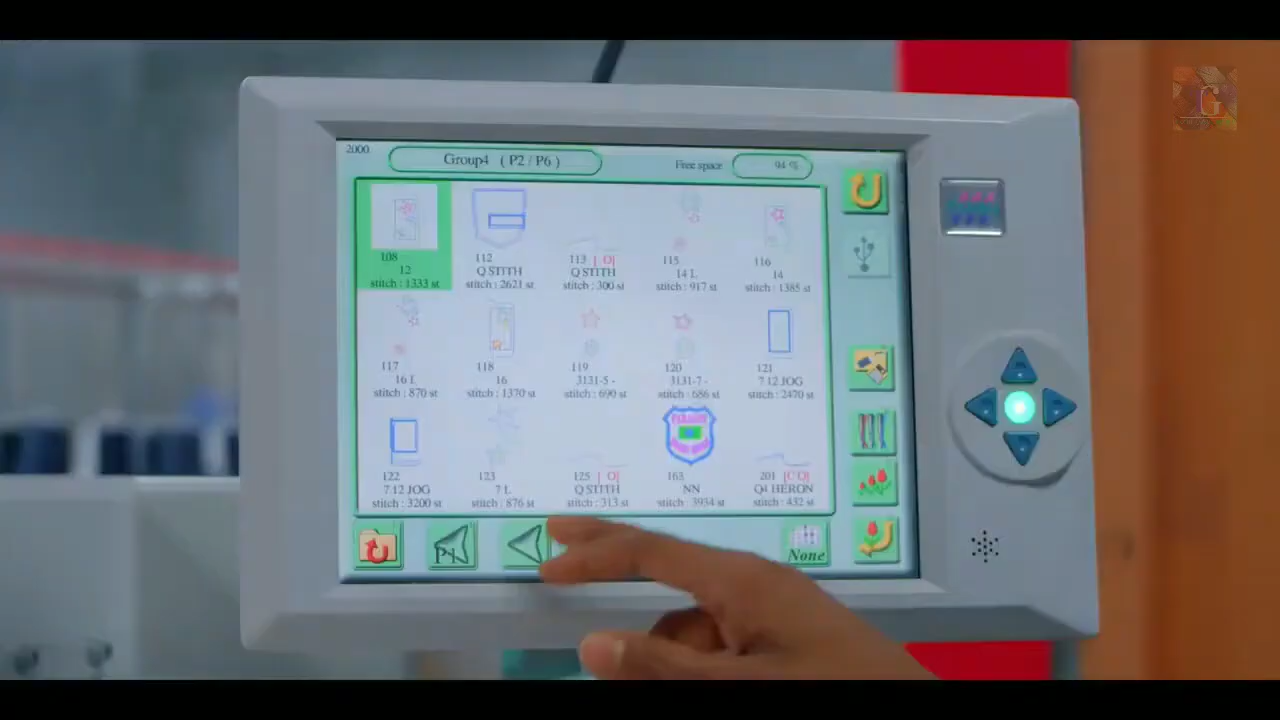 2000
Group4 ( P2 / P6 )
Free space
94 %
G
108
12
stitch : 1333 st
112
Q STITH
stitch : 2621 st
113 [ O]
Q STITH
stitch : 300 st
115
14 L
stitch : 917 st
116
14
stitch : 1385 st
117
16 L
stitch : 870 st
118
16
stitch : 1370 st
119
3131-5 -
stitch : 690 st
120
3131-7 -
stitch : 686 st
121
7 12 JOG
stitch : 2470 st
122
7 12 JOG
stitch : 3200 st
123
7 L
stitch : 876 st
125 [ O]
Q STITH
stitch : 313 st
163
NN
stitch : 3934 st
201 [C O]
Q4 HERON
stitch : 432 st
P1
None